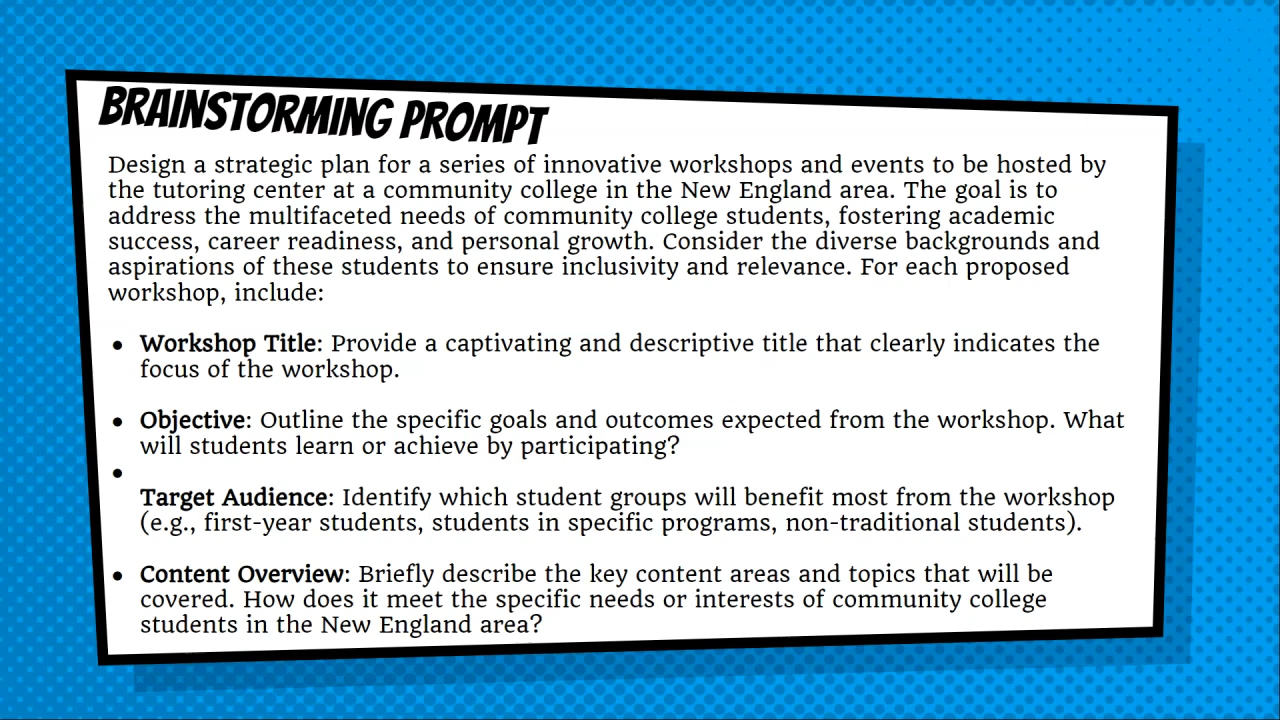 BRAINSTORMING PROMPT
Design a strategic plan for a series of innovative workshops and events to be hosted by
the tutoring center at a community college in the New England area. The goal is to
address the multifaceted needs of community college students, fostering academic
success, career readiness, and personal growth. Consider the diverse backgrounds and
aspirations of these students to ensure inclusivity and relevance. For each proposed
workshop, include:
• Workshop Title: Provide a captivating and descriptive title that clearly indicates the
focus of the workshop.
• Objective: Outline the specific goals and outcomes expected from the workshop. What
will students learn or achieve by participating?
•
Target Audience: Identify which student groups will benefit most from the workshop
(e.g., first-year students, students in specific programs, non-traditional students).
• Content Overview: Briefly describe the key content areas and topics that will be
covered. How does it meet the specific needs or interests of community college
students in the New England area?